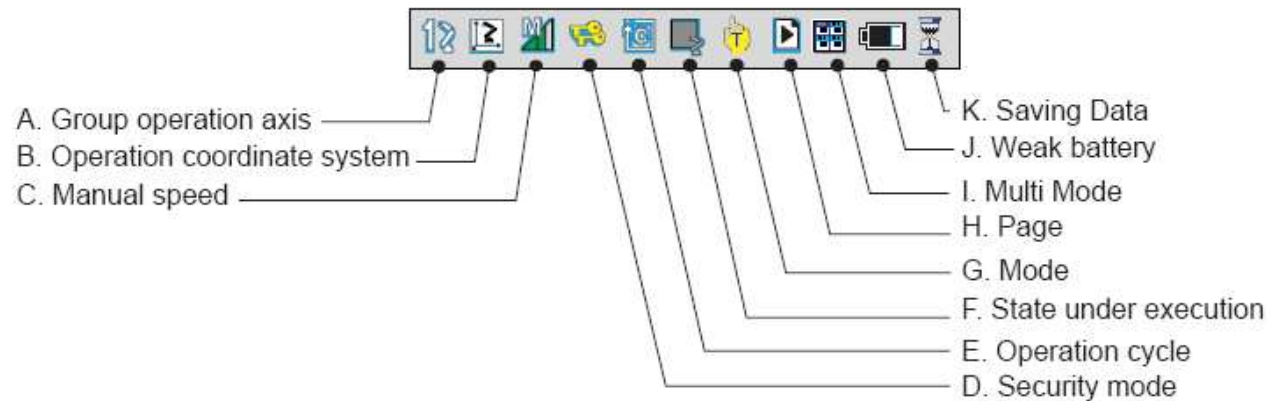 A. Group operation axis
B. Operation coordinate system
C. Manual speed
K. Saving Data
J. Weak battery
I. Multi Mode
H. Page
G. Mode
F. State under execution
E. Operation cycle
D. Security mode